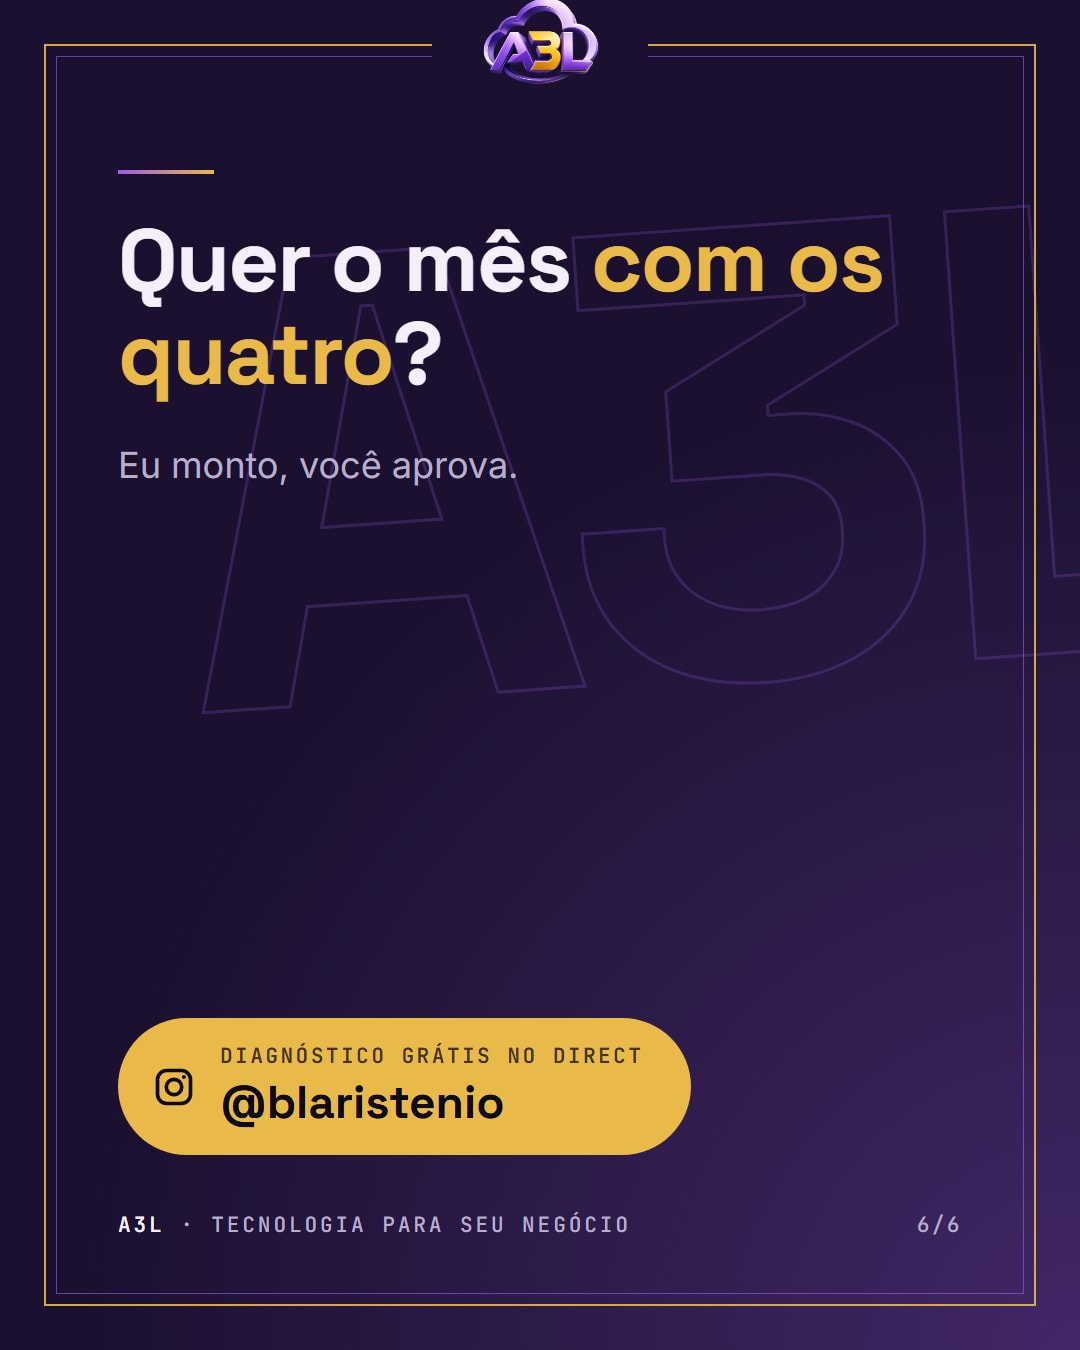 A3L
Quer o mês com os
quatro?
Eu monto, você aprova.
A3L
DIAGNÓSTICO GRÁTIS NO DIRECT
@blaristenio
A3L · TECNOLOGIA PARA SEU NEGÓCIO
6/6